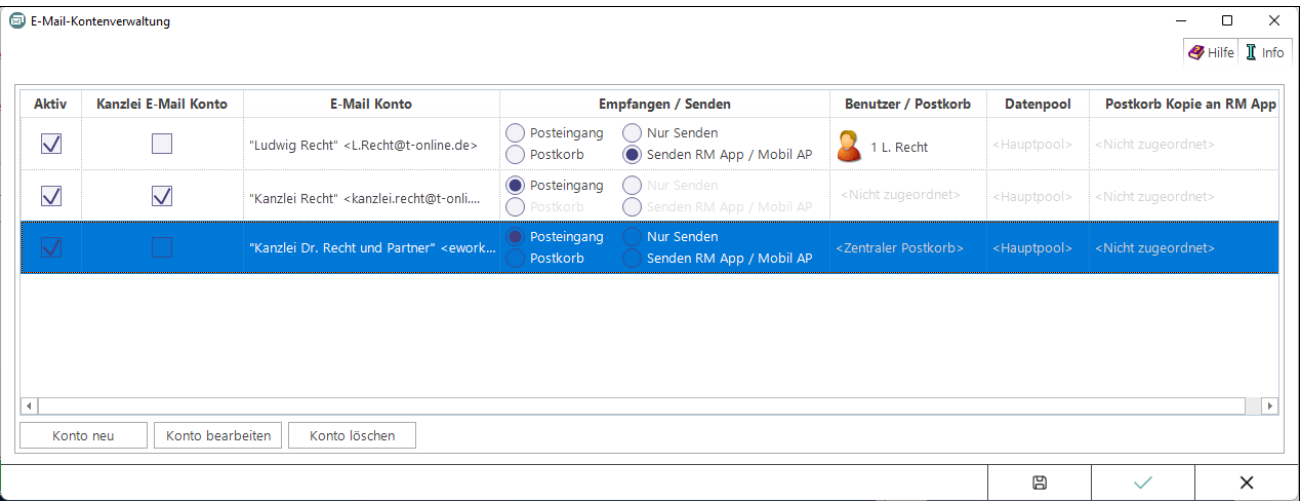 E-Mail-Kontenverwaltung
Hilfe Info
Aktiv Kanzlei E-Mail Konto E-Mail Konto Empfangen / Senden Benutzer / Postkorb Datenpool Postkorb Kopie an RM App
"Ludwig Recht" <L.Recht@t-online.de> Posteingang Nur Senden 1 L. Recht <Hauptpool> <Nicht zugeordnet>
Postkorb Senden RM App / Mobil AP
"Kanzlei Recht" <kanzlei.recht@t-onli.... Posteingang Nur Senden <Nicht zugeordnet> <Hauptpool> <Nicht zugeordnet>
Postkorb Senden RM App / Mobil AP
"Kanzlei Dr. Recht und Partner" <ework... Posteingang Nur Senden <Zentraler Postkorb> <Hauptpool> <Nicht zugeordnet>
Postkorb Senden RM App / Mobil AP
Konto neu Konto bearbeiten Konto löschen